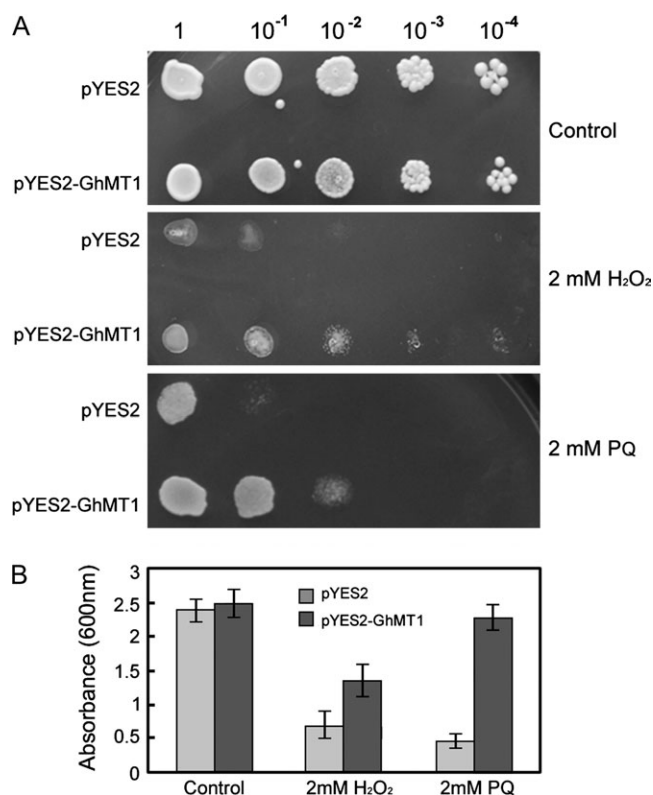 A
1 10⁻¹ 10⁻² 10⁻³ 10⁻⁴
pYES2
Control
pYES2-GhMT1
pYES2
2 mM H₂O₂
pYES2-GhMT1
pYES2
2 mM PQ
pYES2-GhMT1
B
Absorbance (600nm)
3
2.5
2
1.5
1
0.5
0
pYES2
pYES2-GhMT1
Control 2mM H₂O₂ 2mM PQ